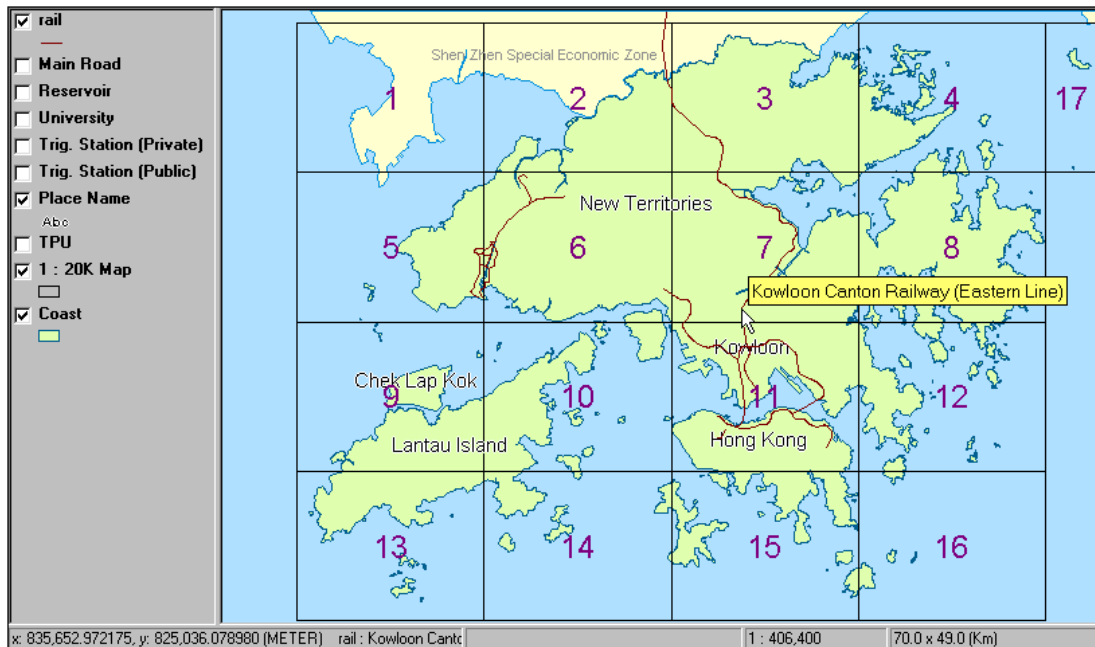 rail
Main Road
Reservoir
University
Trig. Station (Private)
Trig. Station (Public)
Place Name
Abc
TPU
1 : 20K Map
Coast
Shen Zhen Special Economic Zone
1
2
3
4
17
New Territories
5
6
7
8
Kowloon Canton Railway (Eastern Line)
Kowloon
Chek Lap Kok
9
10
11
12
Lantau Island
Hong Kong
13
14
15
16
x: 835,652.972175, y: 825,036.078980 (METER) rail : Kowloon Cantc
1 : 406,400
70.0 x 49.0 (Km)